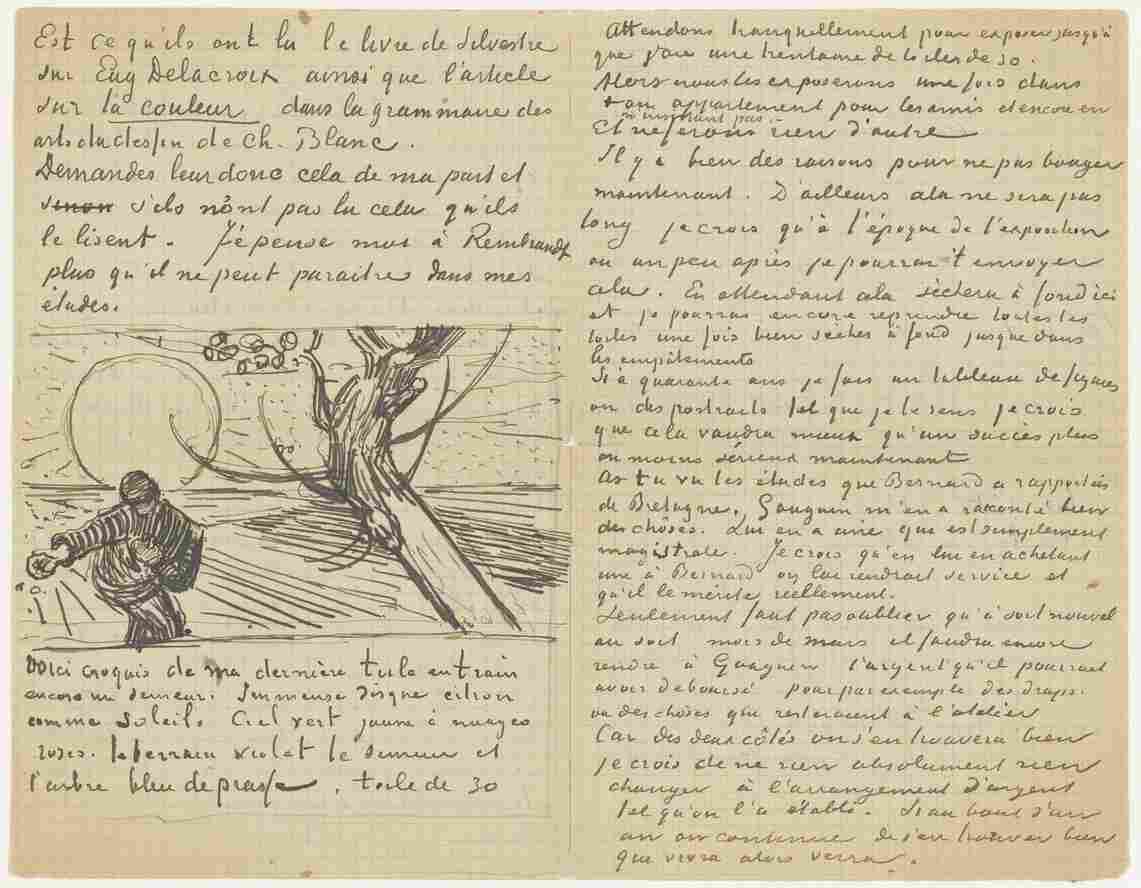 Est ce qu'ils ont lu le livre de Silvestre
sur Eug Delacroix ainsi que l'article
sur la couleur dans la grammaire des
arts du dessin de Ch. Blanc.
Demandes leur donc cela de ma part et
sinon s'ils n'ont pas lu cela qu'ils
le lisent. J'épense moi à Rembrandt
plus qu'il ne peut paraitre dans mes
études.
Voici croquis de ma dernière toile en train
encore un semeur. Immense disque citron
comme soleil. Ciel vert jaune à nuages
roses. le terrain violet le semeur et
l'arbre bleu de prusse. toile de 30
Attendons tranquillement pour exposer jusqu'à
que j'aie une trentaine de toiles de 30.
Alors nous les exposerons une fois dans
ton appartement pour les amis et encore en
n'insistant pas.
Et ne ferons rien d'autre
Il y a bien des raisons pour ne pas bouger
maintenant. D'ailleurs cela ne sera pas
long je crois qu'à l'époque de l'exposition
ou un peu après je pourrai t'envoyer
cela. En attendant cela sèchera à fond ici
et je pourrai encore reprendre toutes les
toiles une fois bien sèches à fond jusque dans
les empâtements
Si à quarante ans je fais un tableau de figures
ou des portraits tel que je le sens je crois
que cela vaudra mieux qu'un succès plus
ou moins sérieux maintenant
As tu vu les études que Bernard a rapportées
de Bretagne. Gauguin m'en a raconté bien
des choses. Lui en a une qui est simplement
magistrale. Je crois qu'en lui en achetant
une à Bernard on lui rendrait service et
qu'il le mérite réellement.
Seulement faut pas oublier qu'à soit nouvel
an soit mois de mars il faudra encore
rendre à Gauguin l'argent qu'il pourrait
avoir deboursé pour par exemple des draps.
ou des choses qui resteraient à l'atelier
Car des deux côtés on s'en trouvera bien
je crois de ne rien absolument rien
changer à l'arrangement d'argent
tel qu'on l'a établi. Si au bout d'un
an on continue de s'en trouver bien
qui vivra alors verra.